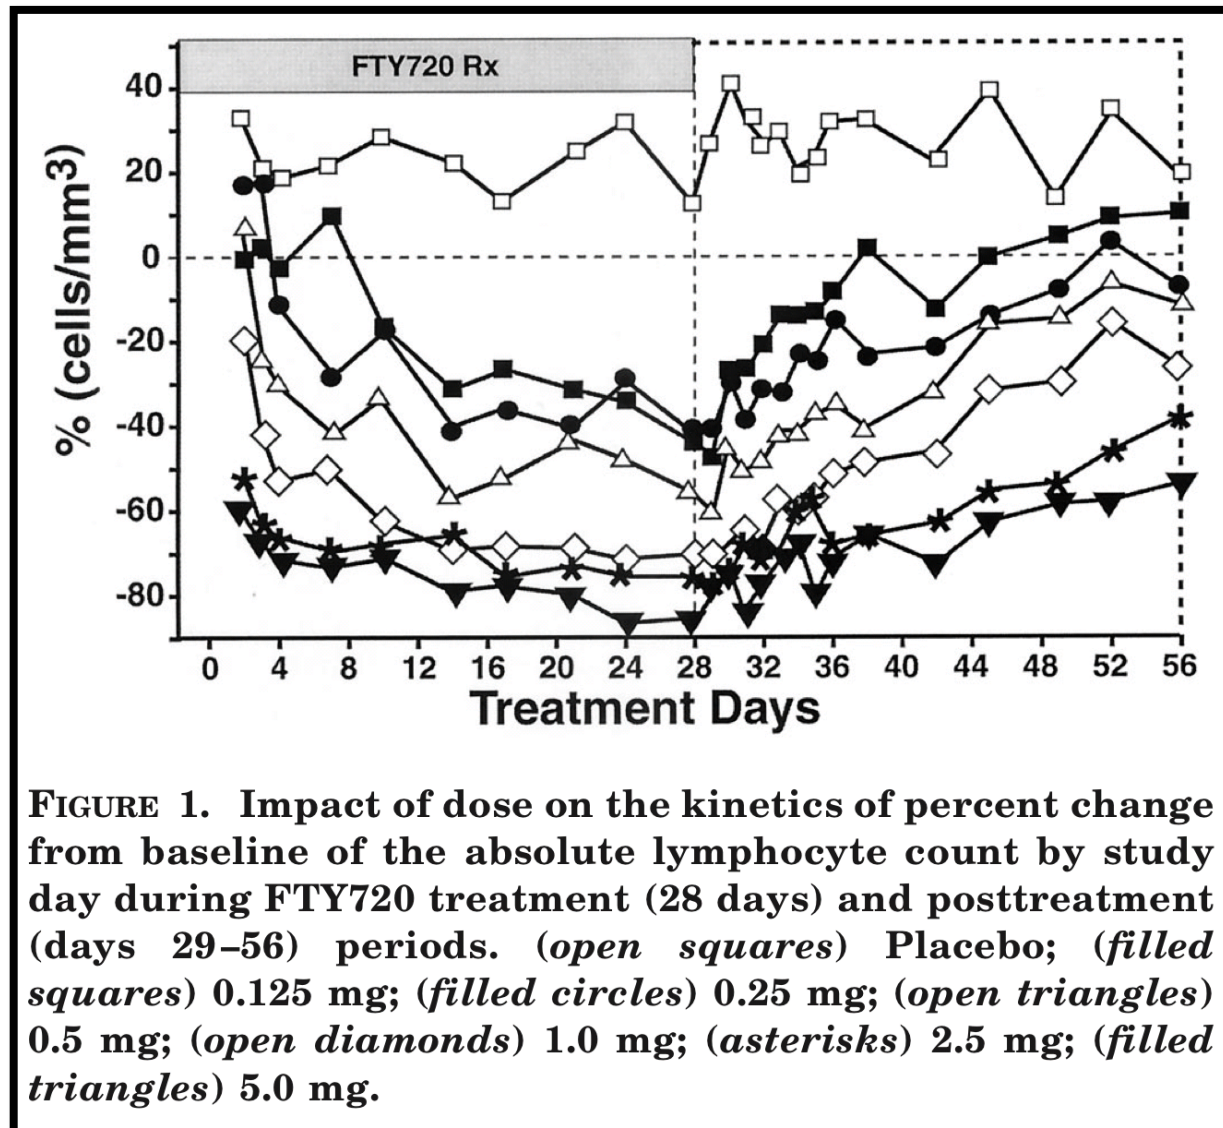 FTY720 Rx
40
20
0
-20
-40
-60
-80
% (cells/mm3)
0 4 8 12 16 20 24 28 32 36 40 44 48 52 56
Treatment Days
FIGURE 1. Impact of dose on the kinetics of percent change
from baseline of the absolute lymphocyte count by study
day during FTY720 treatment (28 days) and posttreatment
(days 29–56) periods. (open squares) Placebo; (filled
squares) 0.125 mg; (filled circles) 0.25 mg; (open triangles)
0.5 mg; (open diamonds) 1.0 mg; (asterisks) 2.5 mg; (filled
triangles) 5.0 mg.